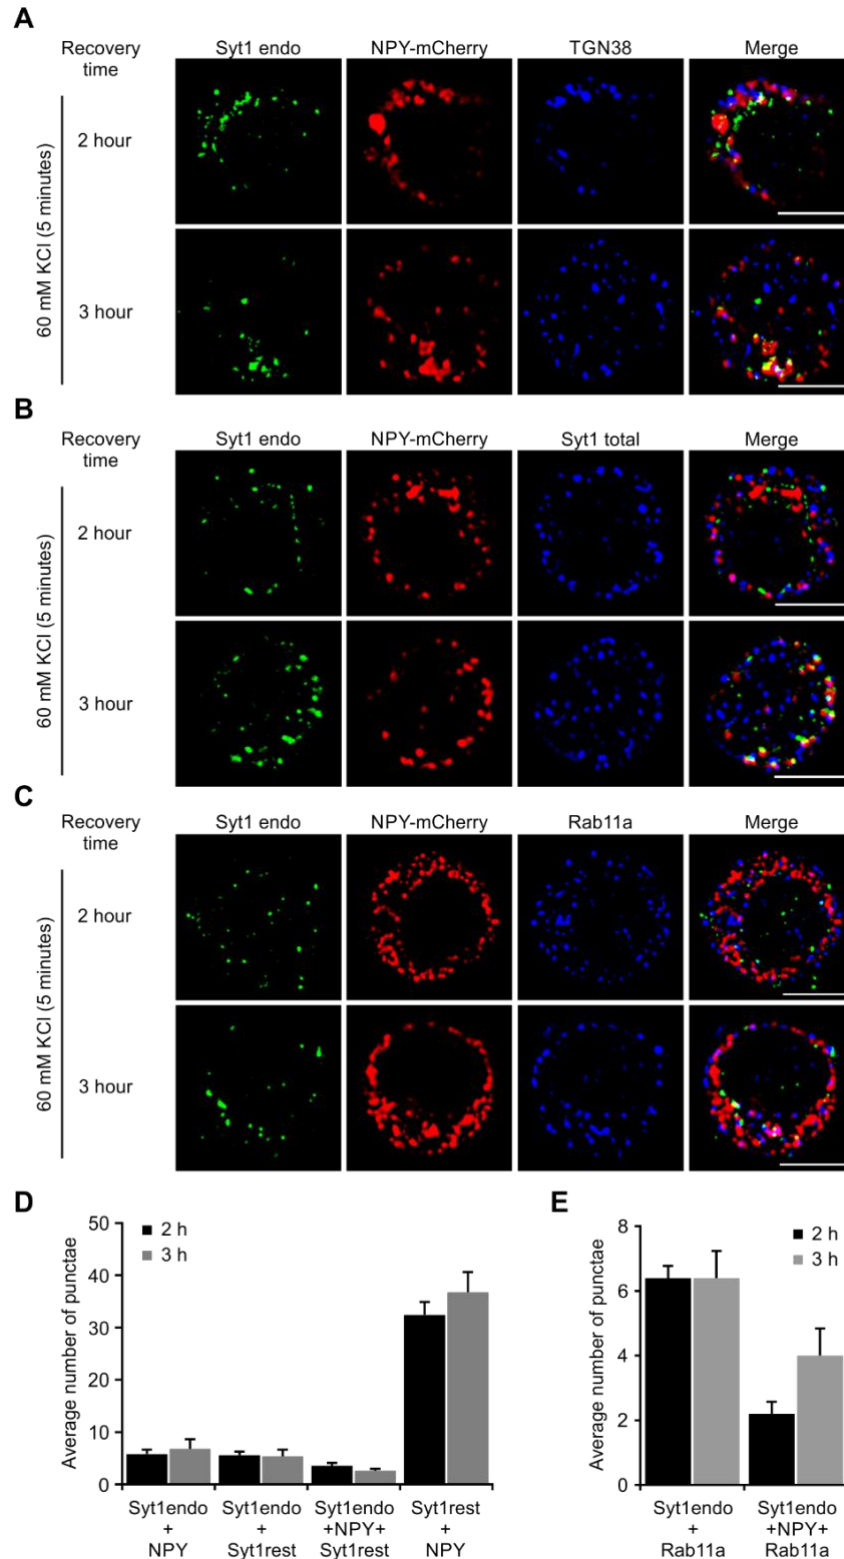 A
Recovery time
Syt1 endo
NPY-mCherry
TGN38
Merge
60 mM KCl (5 minutes)
2 hour
3 hour
B
Recovery time
Syt1 endo
NPY-mCherry
Syt1 total
Merge
60 mM KCl (5 minutes)
2 hour
3 hour
C
Recovery time
Syt1 endo
NPY-mCherry
Rab11a
Merge
60 mM KCl (5 minutes)
2 hour
3 hour
D
Average number of punctae
50
40
30
20
10
0
2 h
3 h
Syt1endo
+
NPY
Syt1endo
+
Syt1rest
Syt1endo
+NPY+
Syt1rest
Syt1rest
+
NPY
E
Average number of punctae
8
6
4
2
0
2 h
3 h
Syt1endo
+
Rab11a
Syt1endo
+NPY+
Rab11a